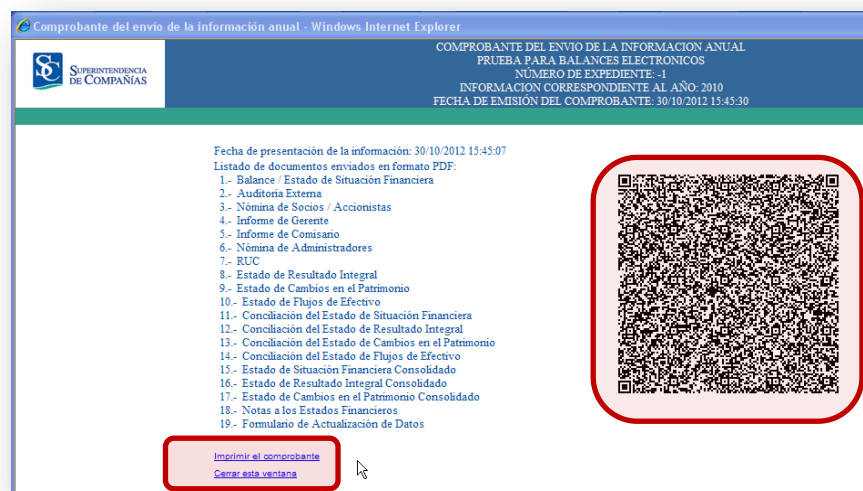 Comprobante del envío de la información anual - Windows Internet Explorer
SUPERINTENDENCIA
DE COMPAÑÍAS
COMPROBANTE DEL ENVIO DE LA INFORMACION ANUAL
PRUEBA PARA BALANCES ELECTRONICOS
NÚMERO DE EXPEDIENTE: -1
INFORMACION CORRESPONDIENTE AL AÑO: 2010
FECHA DE EMISIÓN DEL COMPROBANTE: 30/10/2012 15:45:30
Fecha de presentación de la información: 30/10/2012 15:45:07
Listado de documentos enviados en formato PDF:
1.- Balance / Estado de Situación Financiera
2.- Auditoria Externa
3.- Nómina de Socios / Accionistas
4.- Informe de Gerente
5.- Informe de Comisario
6.- Nómina de Administradores
7.- RUC
8.- Estado de Resultado Integral
9.- Estado de Cambios en el Patrimonio
10.- Estado de Flujos de Efectivo
11.- Conciliación del Estado de Situación Financiera
12.- Conciliación del Estado de Resultado Integral
13.- Conciliación del Estado de Cambios en el Patrimonio
14.- Conciliación del Estado de Flujos de Efectivo
15.- Estado de Situación Financiera Consolidado
16.- Estado de Resultado Integral Consolidado
17.- Estado de Cambios en el Patrimonio Consolidado
18.- Notas a los Estados Financieros
19.- Formulario de Actualización de Datos
Imprimir el comprobante
Cerrar esta ventana